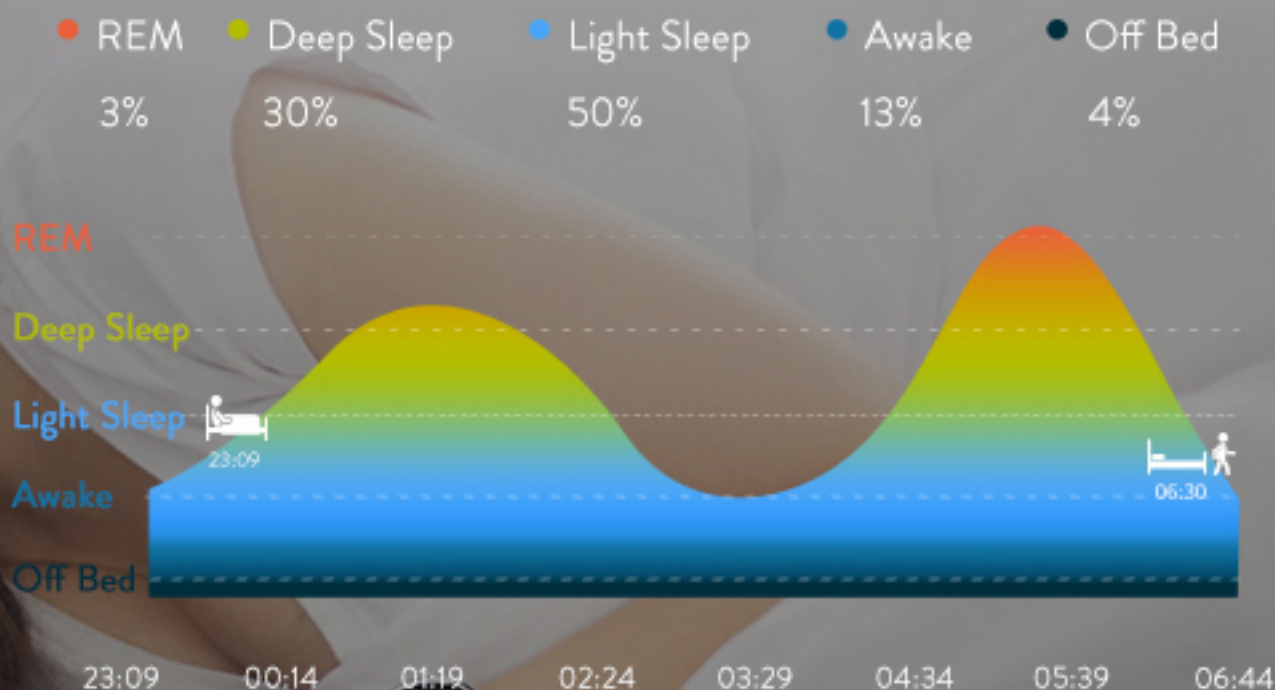 REM Deep Sleep Light Sleep Awake Off Bed
3% 30% 50% 13% 4%
REM
Deep Sleep
Light Sleep
23:09
Awake
06:30
Off Bed
23:09 00:14 01:19 02:24 03:29 04:34 05:39 06:44